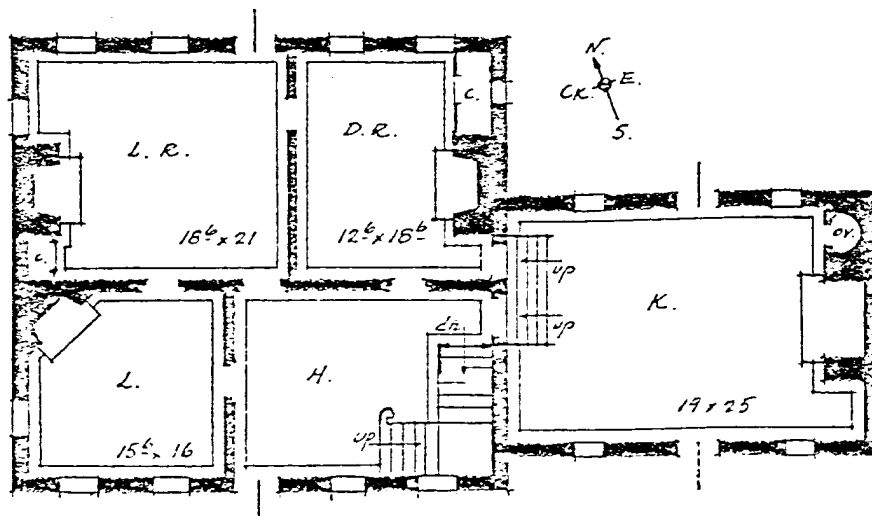 N.
E.
CK.
S.
C.
L. R.
D. R.
18⁶ x 21
12⁶ x 18⁶
C.
OV.
UP
UP
K.
19 x 25
dn.
L.
H.
UP
15⁶ x 16